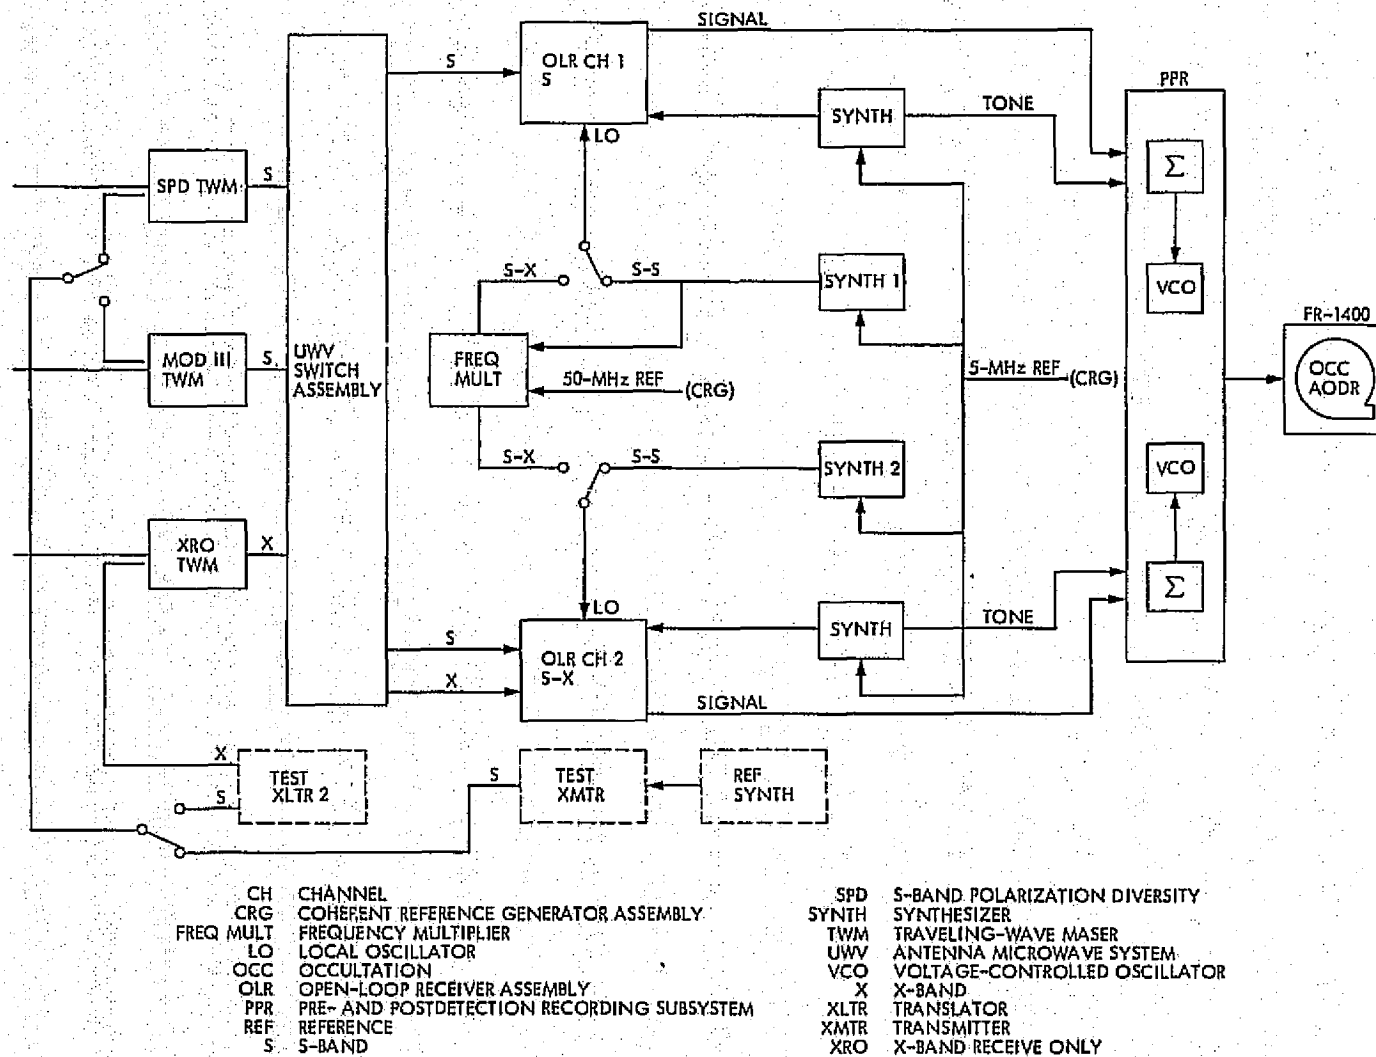 SIGNAL
OLR CH 1
S
S
PPR
SYNTH
TONE
LO
SPD TWM
S
Σ
S-X
S-S
SYNTH 1
VCO
FR-1400
OCC
AODR
MOD III
TWM
S
UWV
SWITCH
ASSEMBLY
FREQ
MULT
50-MHz REF
(CRG)
5-MHz REF
(CRG)
S-X
S-S
SYNTH 2
VCO
XRO
TWM
X
Σ
LO
SYNTH
TONE
S
OLR CH 2
S-X
X
SIGNAL
X
TEST
XLTR 2
S
S
TEST
XMTR
REF
SYNTH
CH CHANNEL
CRG COHERENT REFERENCE GENERATOR ASSEMBLY
FREQ MULT FREQUENCY MULTIPLIER
LO LOCAL OSCILLATOR
OCC OCCULTATION
OLR OPEN-LOOP RECEIVER ASSEMBLY
PPR PRE- AND POSTDETECTION RECORDING SUBSYSTEM
REF REFERENCE
S S-BAND
SPD S-BAND POLARIZATION DIVERSITY
SYNTH SYNTHESIZER
TWM TRAVELING-WAVE MASER
UWV ANTENNA MICROWAVE SYSTEM
VCO VOLTAGE-CONTROLLED OSCILLATOR
X X-BAND
XLTR TRANSLATOR
XMTR TRANSMITTER
XRO X-BAND RECEIVE ONLY